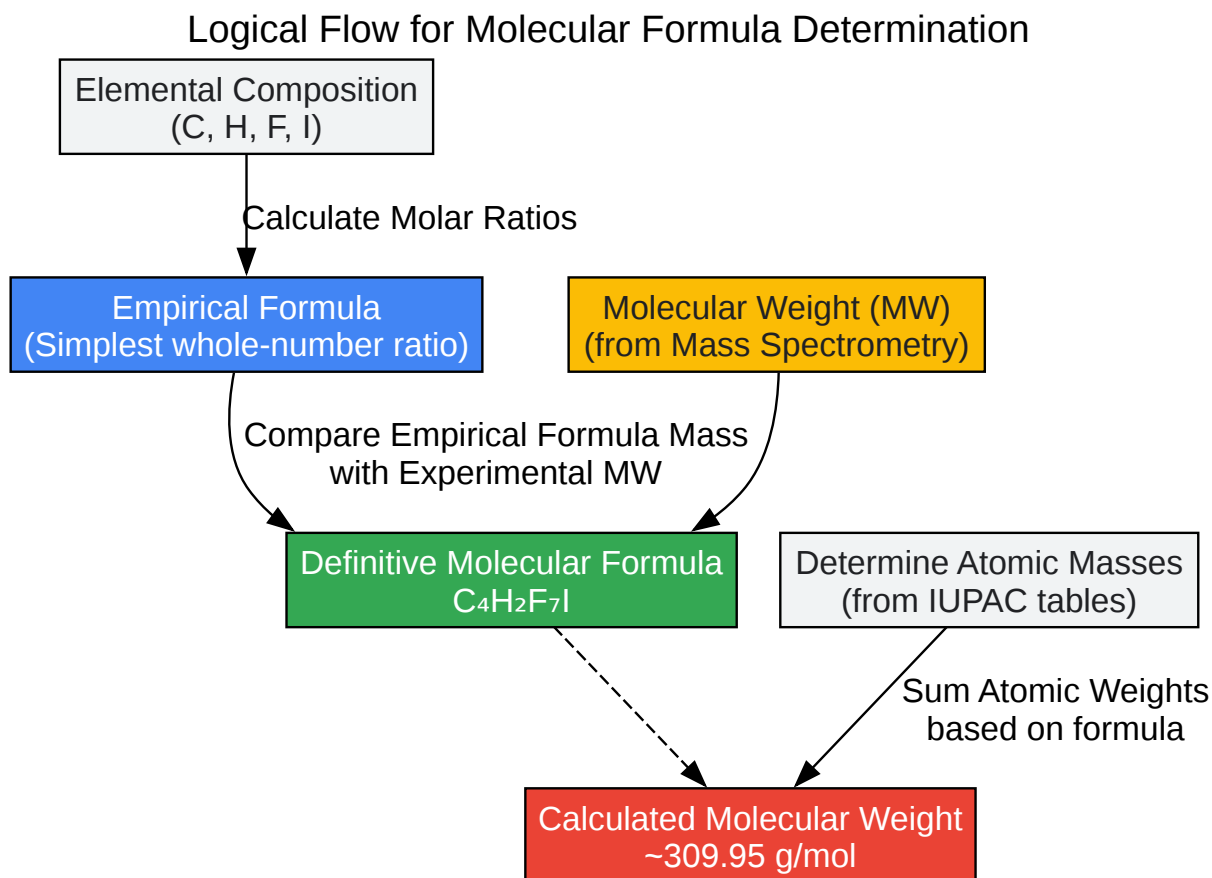 Logical Flow for Molecular Formula Determination
Elemental Composition
(C, H, F, I)
Calculate Molar Ratios
Empirical Formula
(Simplest whole-number ratio)
Molecular Weight (MW)
(from Mass Spectrometry)
Compare Empirical Formula Mass
with Experimental MW
Definitive Molecular Formula
C₄H₂F₇I
Determine Atomic Masses
(from IUPAC tables)
Sum Atomic Weights
based on formula
Calculated Molecular Weight
~309.95 g/mol